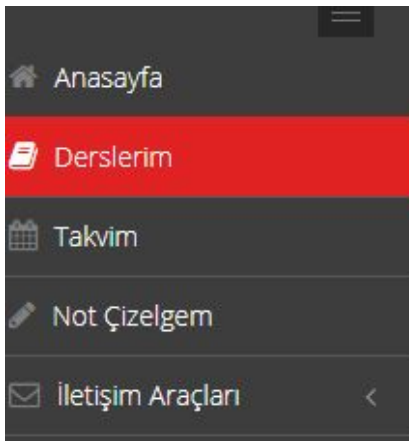 Anasayfa
Derslerim
Takvim
Not Çizelgem
İletişim Araçları